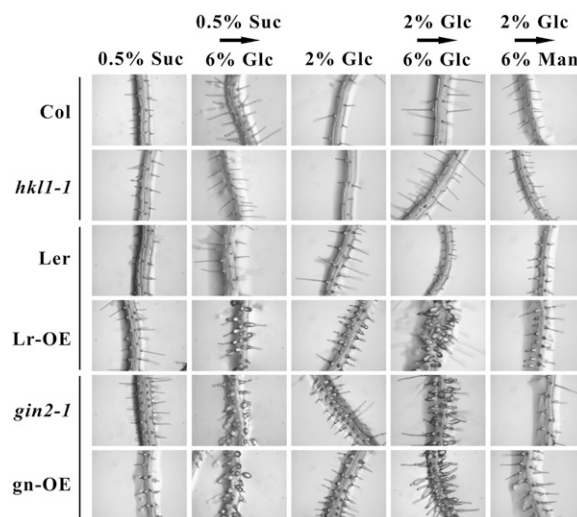 0.5% Suc 2% Glc 2% Glc
0.5% Suc 6% Glc 2% Glc 6% Glc 6% Man
Col
hkl1-1
Ler
Lr-OE
gin2-1
gn-OE